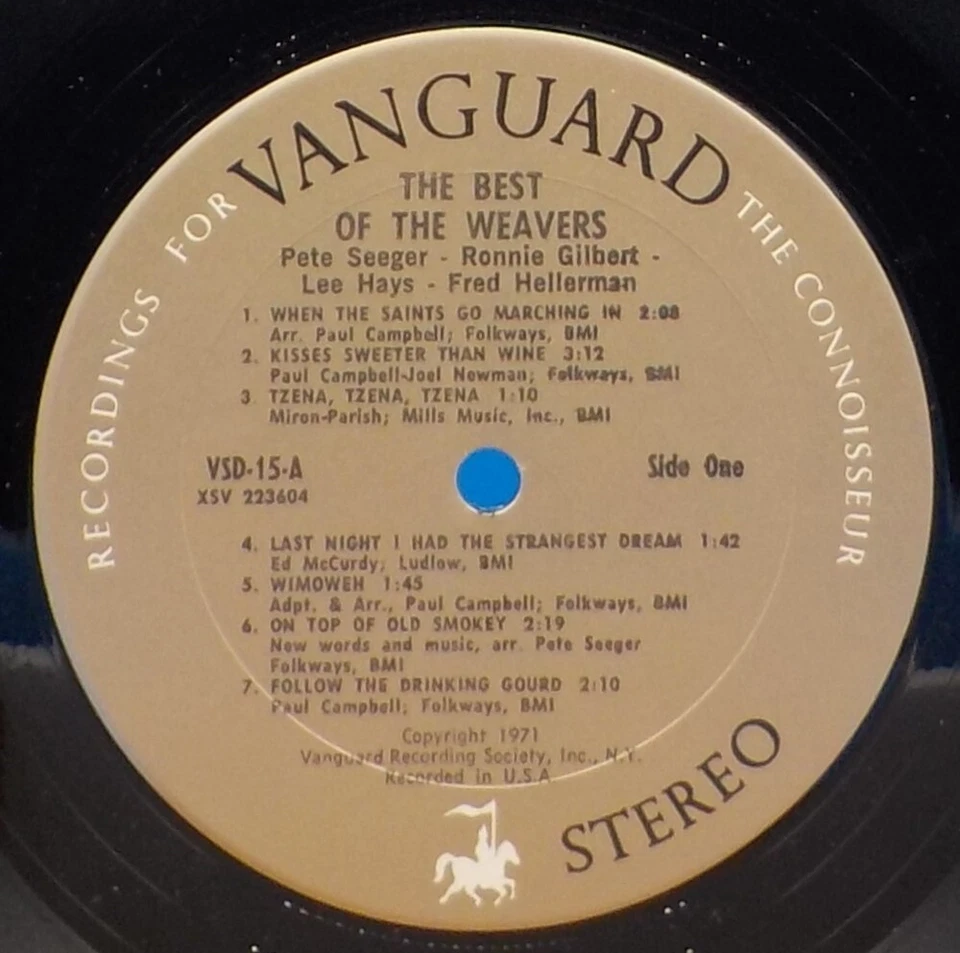 RECORDINGS FOR VANGUARD THE CONNOISSEUR
THE BEST
OF THE WEAVERS
Pete Seeger - Ronnie Gilbert -
Lee Hays - Fred Hellerman
1. WHEN THE SAINTS GO MARCHING IN 2:08
Arr. Paul Campbell; Folkways, BMI
2. KISSES SWEETER THAN WINE 3:12
Paul Campbell-Joel Newman; Folkways, BMI
3. TZENA, TZENA, TZENA 1:10
Miron-Parish; Mills Music, Inc., BMI
VSD-15-A
XSV 223604
Side One
4. LAST NIGHT I HAD THE STRANGEST DREAM 1:42
Ed McCurdy; Ludlow, BMI
5. WIMOWEH 1:45
Adpt. & Arr., Paul Campbell; Folkways, BMI
6. ON TOP OF OLD SMOKEY 2:19
New words and music, arr. Pete Seeger
Folkways, BMI
7. FOLLOW THE DRINKING GOURD 2:10
Paul Campbell; Folkways, BMI
Copyright 1971
Vanguard Recording Society, Inc., N.Y.
Recorded in U.S.A
STEREO